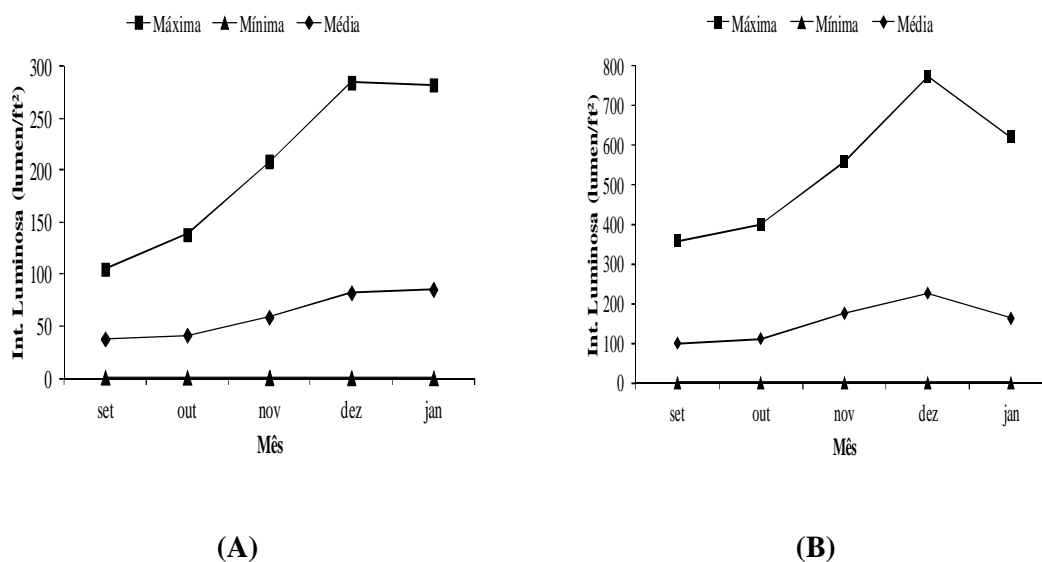 Máxima Mínima Média
Int. Luminosa (lumen/ft²)
300
250
200
150
100
50
0
set out nov dez jan
Mês
(A)
Máxima Mínima Média
Int. Luminosa (lumen/ft²)
800
700
600
500
400
300
200
100
0
set out nov dez jan
Mês
(B)